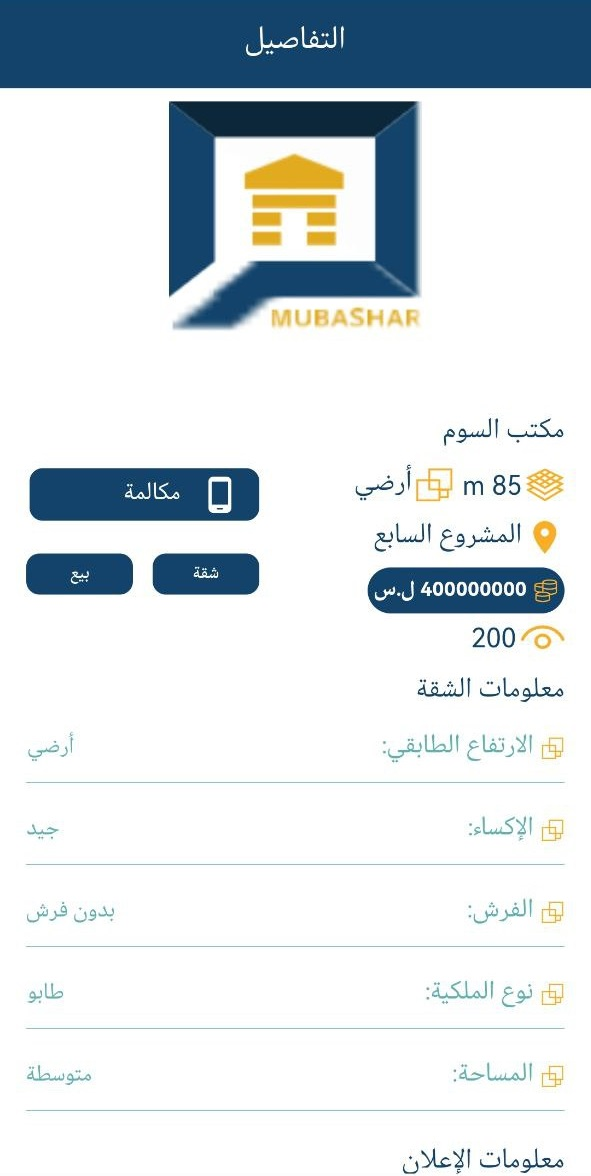 التفاصيل
MUBASHAR
مكتب السوم
85 m أرضي
مكالمة
المشروع السابع
شقة
بيع
400000000 ل.س
200
معلومات الشقة
الارتفاع الطابقي: أرضي
الإكساء: جيد
الفرش: بدون فرش
نوع الملكية: طابو
المساحة: متوسطة
معلومات الإعلان